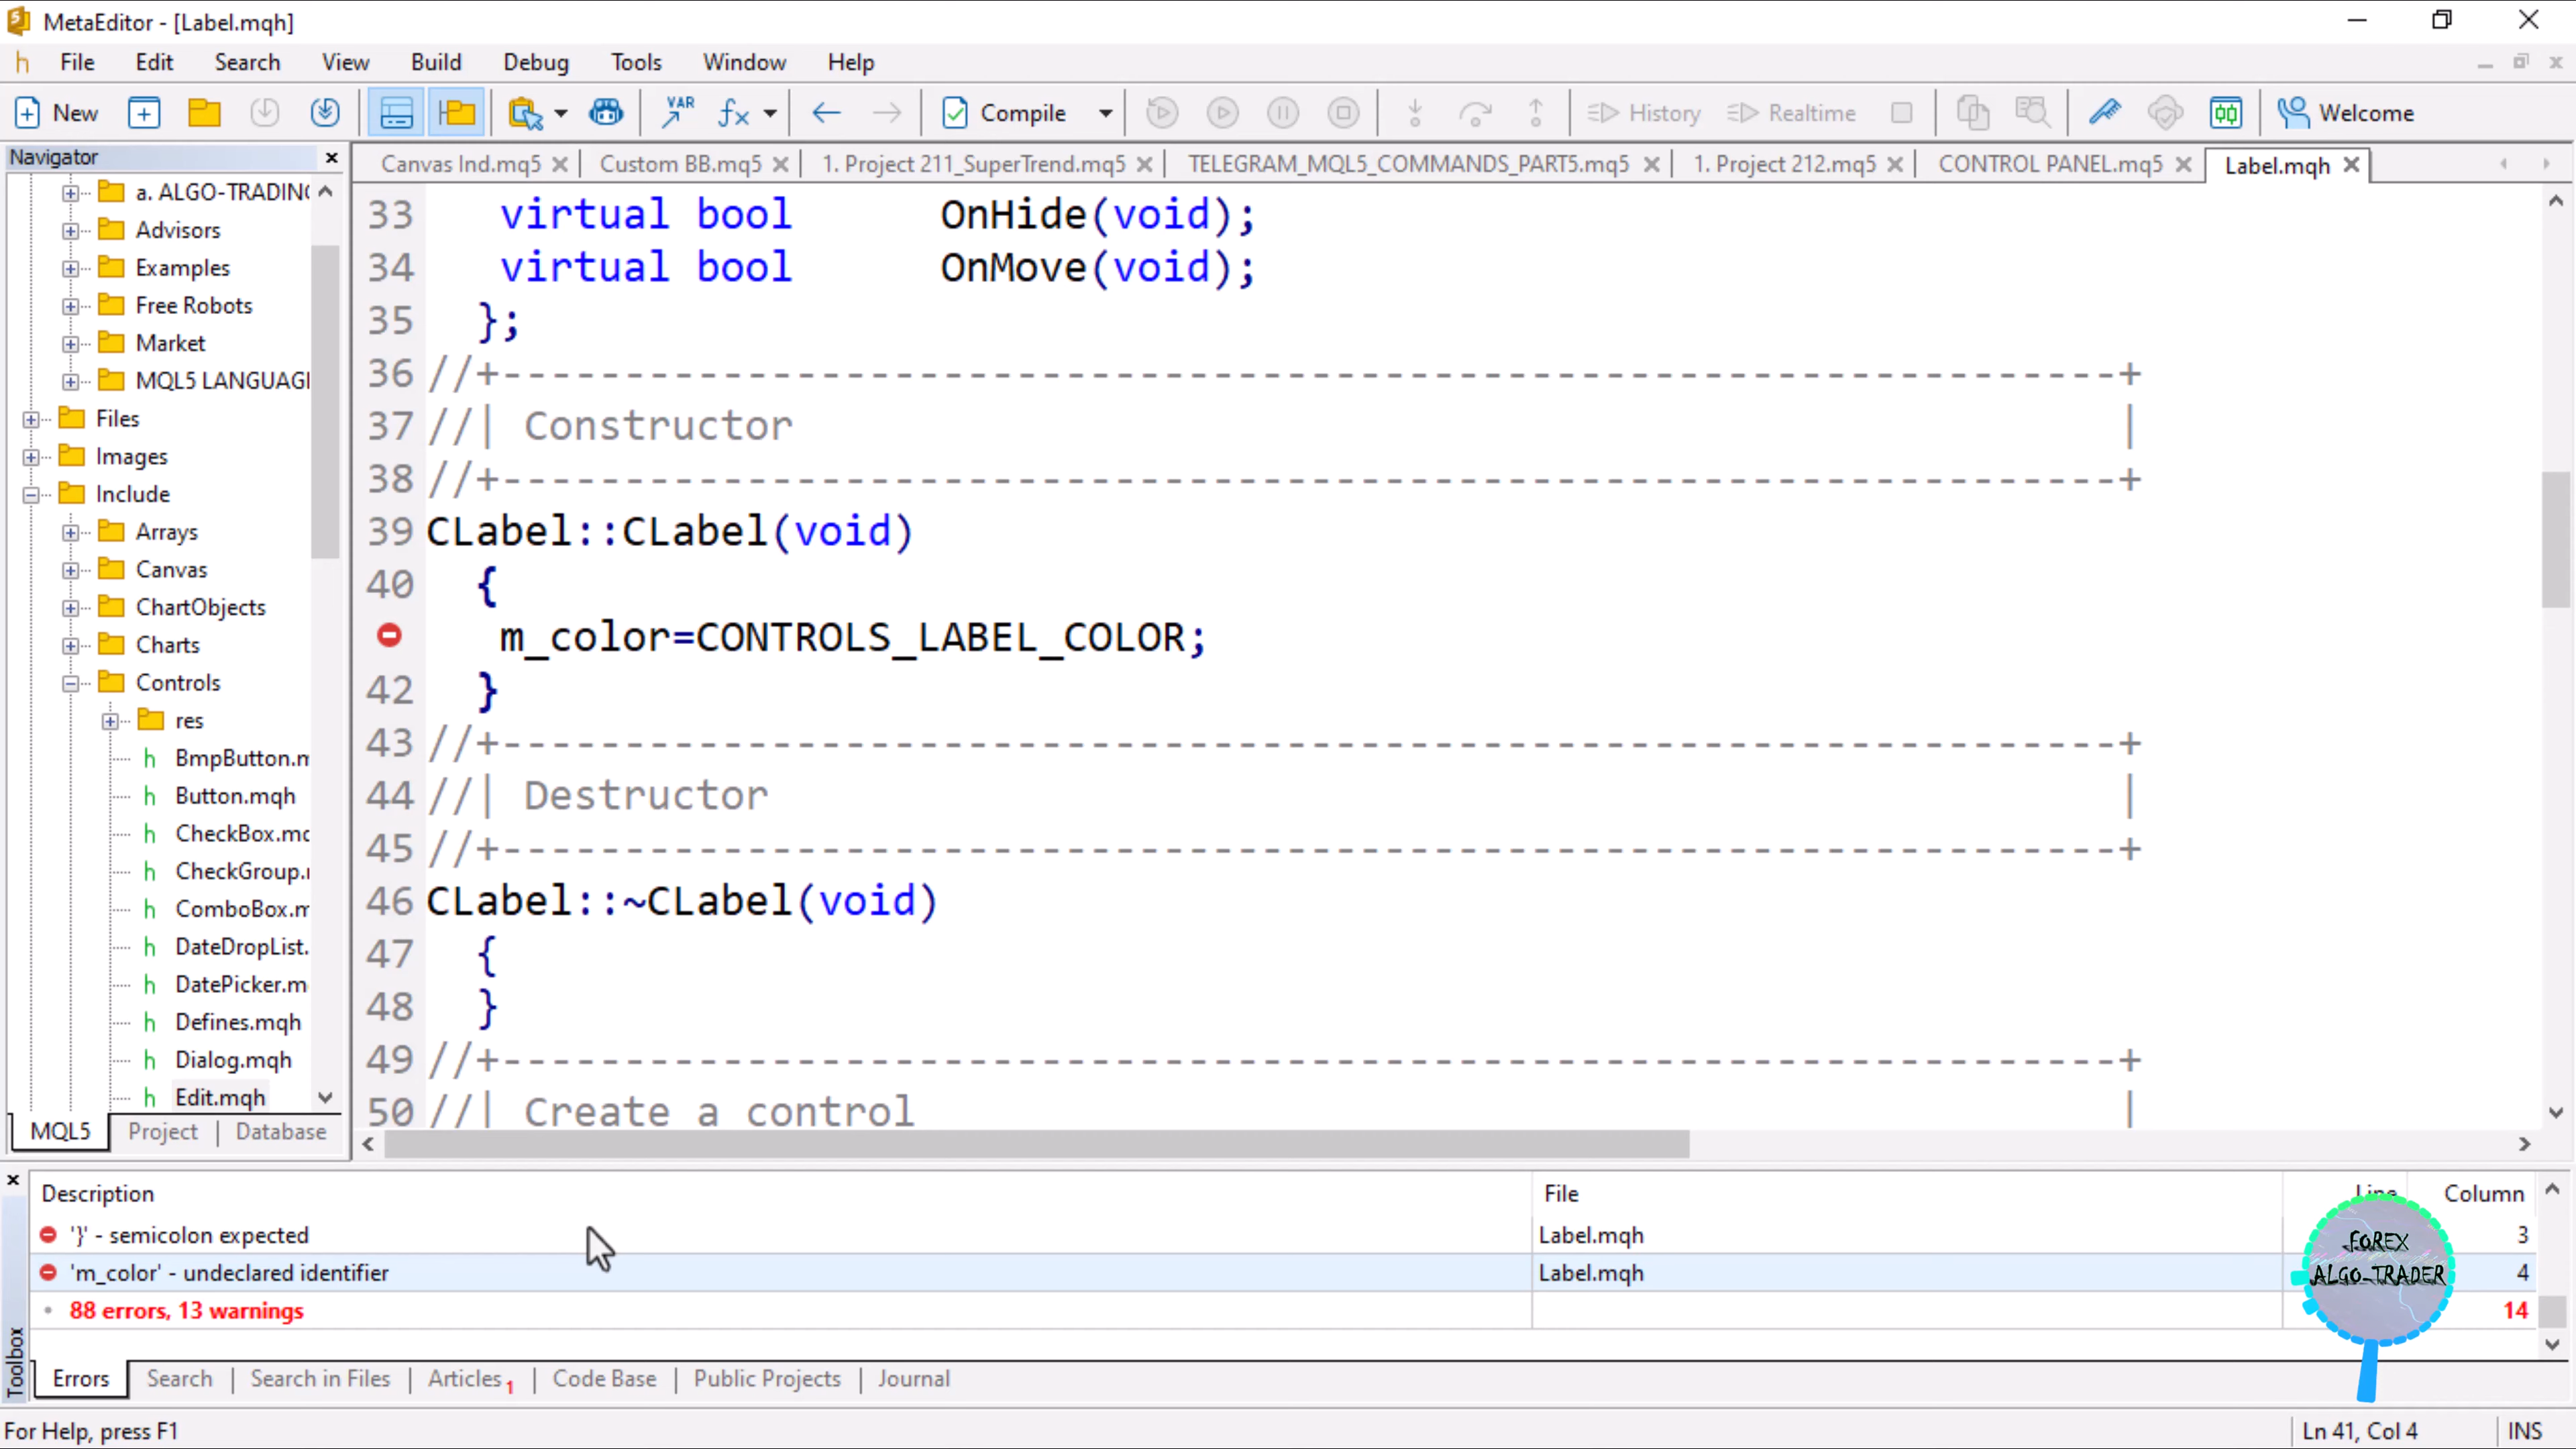 MetaEditor - [Label.mqh]
h File Edit Search View Build Debug Tools Window Help
New VAR fx Compile History Realtime Welcome
Navigator
Canvas Ind.mq5 Custom BB.mq5 1. Project 211_SuperTrend.mq5 TELEGRAM_MQL5_COMMANDS_PART5.mq5 1. Project 212.mq5 CONTROL PANEL.mq5 Label.mqh
a. ALGO-TRADING
Advisors
Examples
Free Robots
Market
MQL5 LANGUAGE
Files
Images
Include
Arrays
Canvas
ChartObjects
Charts
Controls
res
h BmpButton.m
h Button.mqh
h CheckBox.mq
h CheckGroup.
h ComboBox.m
h DateDropList.
h DatePicker.m
h Defines.mqh
h Dialog.mqh
h Edit.mqh
MQL5 Project Database
33 virtual bool OnHide(void);
34 virtual bool OnMove(void);
35 };
36 //+------------------------------------------------------------------+
37 //| Constructor |
38 //+------------------------------------------------------------------+
39 CLabel::CLabel(void)
40 {
m_color=CONTROLS_LABEL_COLOR;
42 }
43 //+------------------------------------------------------------------+
44 //| Destructor |
45 //+------------------------------------------------------------------+
46 CLabel::~CLabel(void)
47 {
48 }
49 //+------------------------------------------------------------------+
50 //| Create a control |
Toolbox
Description File Line Column
'}' - semicolon expected Label.mqh 3
'm_color' - undeclared identifier Label.mqh 4
88 errors, 13 warnings 14
FOREX
ALGO-TRADER
Errors Search Search in Files Articles 1 Code Base Public Projects Journal
For Help, press F1 Ln 41, Col 4 INS